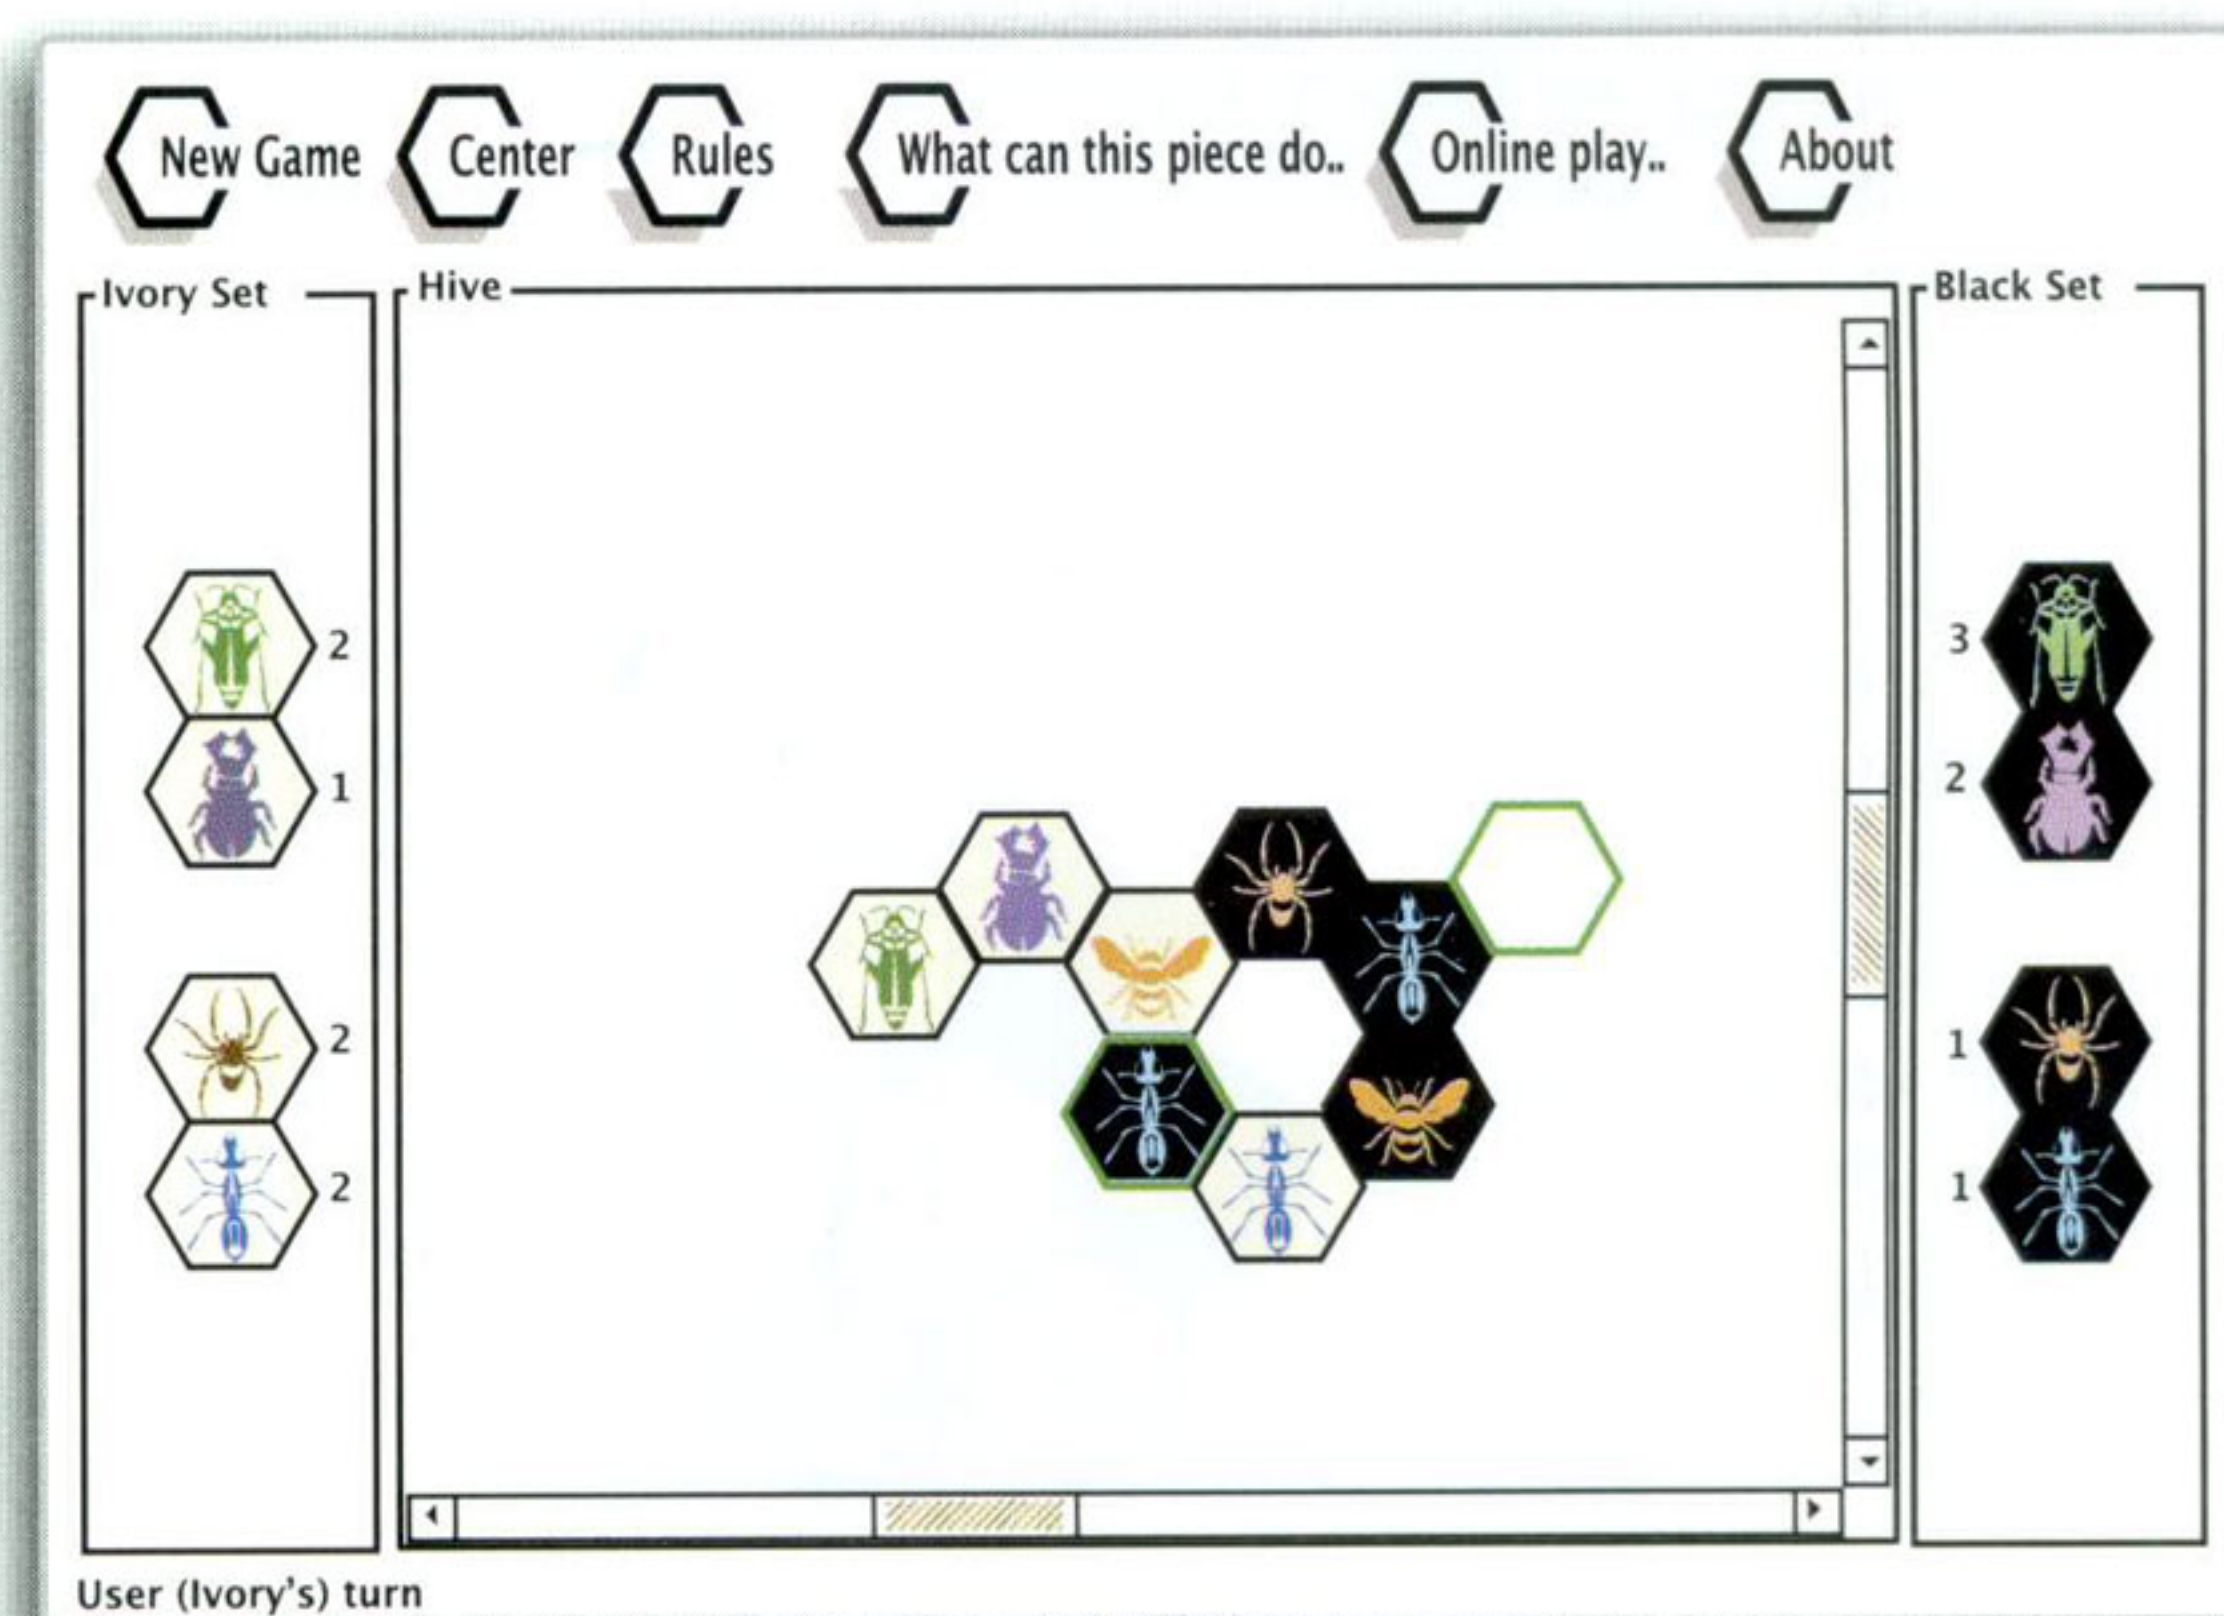 New Game Center Rules What can this piece do.. Online play.. About
Ivory Set Hive Black Set
2
1
2
2
3
2
1
1
User (Ivory's) turn